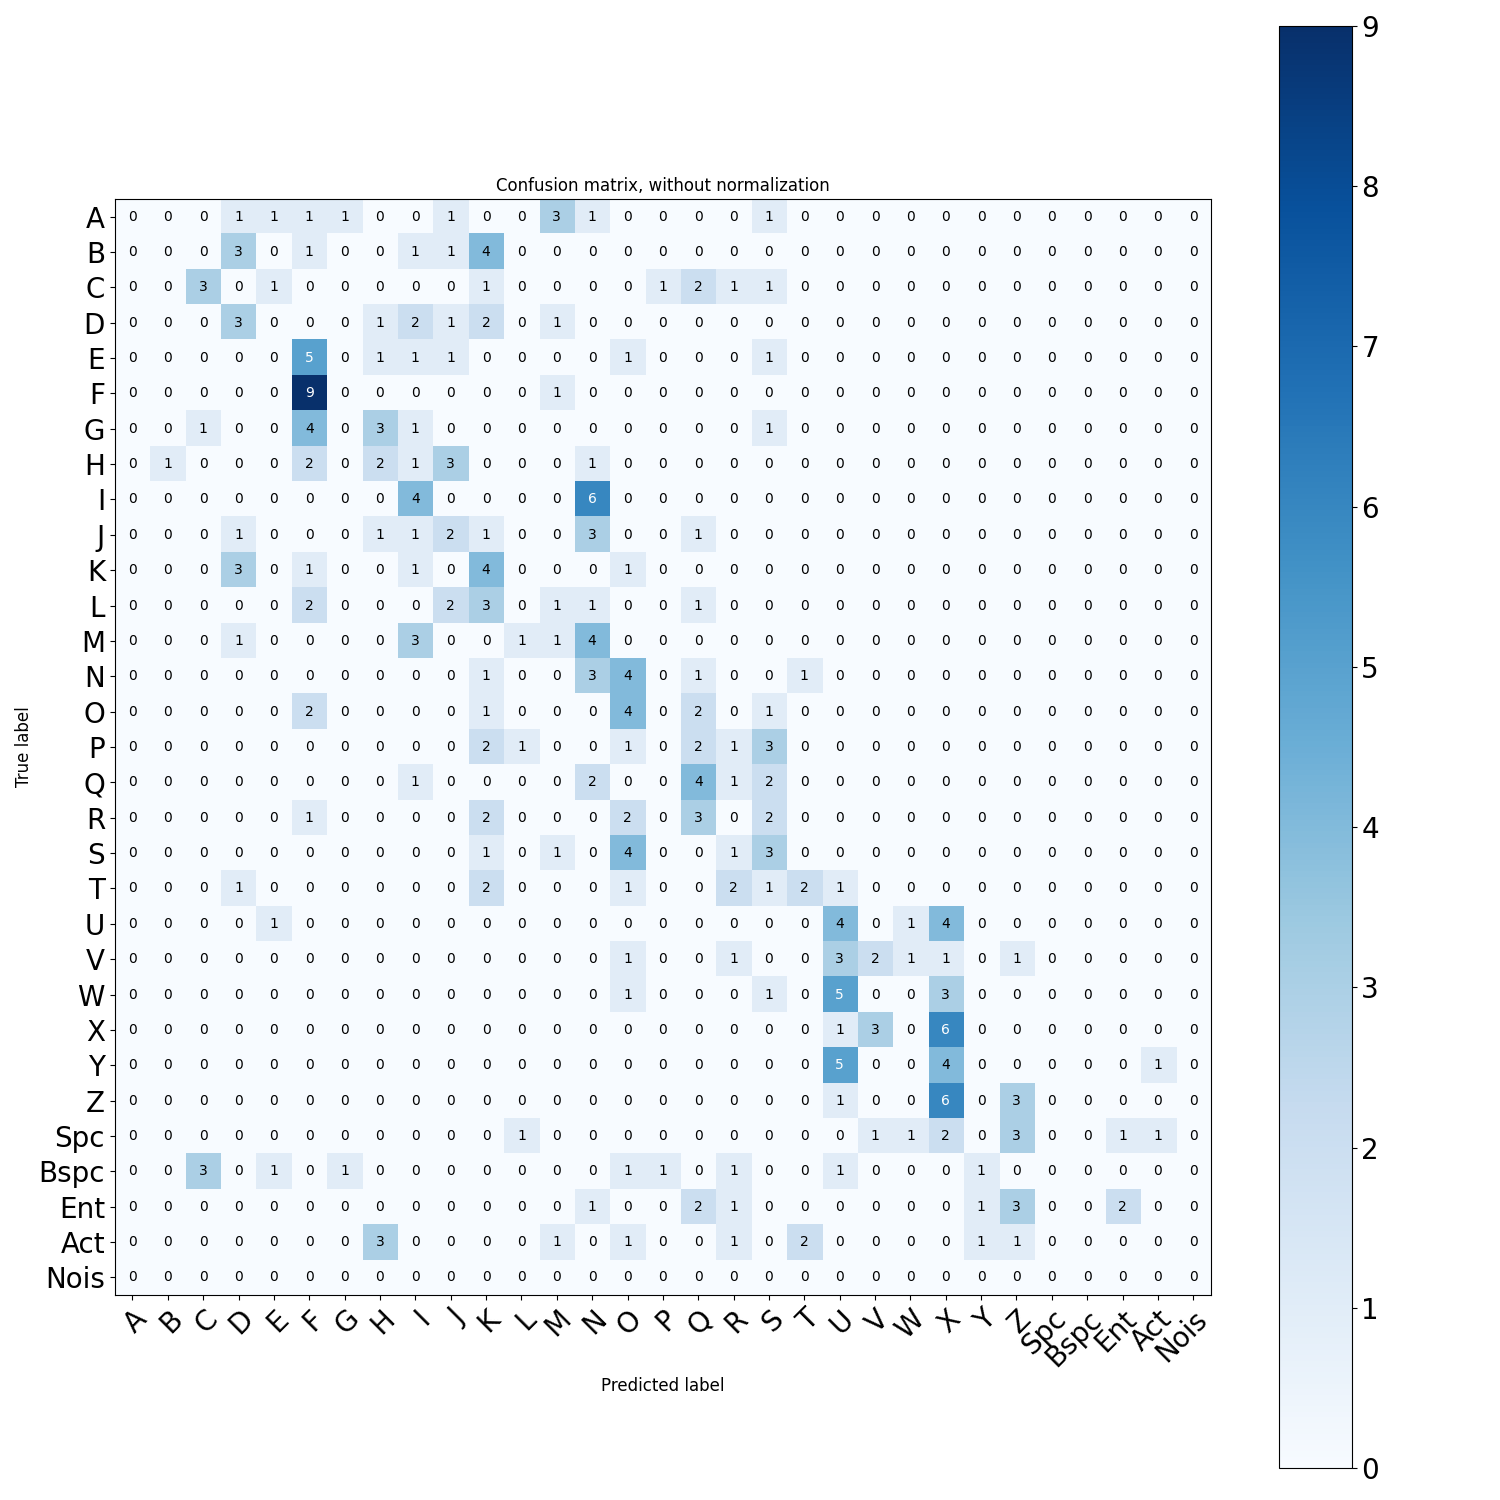 Confusion matrix, without normalization
A 0 0 0 1 1 1 1 0 0 1 0 0 3 1 0 0 0 0 1 0 0 0 0 0 0 0 0 0 0 0 0
B 0 0 0 3 0 1 0 0 1 1 4 0 0 0 0 0 0 0 0 0 0 0 0 0 0 0 0 0 0 0 0
C 0 0 3 0 1 0 0 0 0 0 1 0 0 0 0 1 2 1 1 0 0 0 0 0 0 0 0 0 0 0 0
D 0 0 0 3 0 0 0 1 2 1 2 0 1 0 0 0 0 0 0 0 0 0 0 0 0 0 0 0 0 0 0
E 0 0 0 0 0 5 0 1 1 1 0 0 0 0 1 0 0 0 1 0 0 0 0 0 0 0 0 0 0 0 0
F 0 0 0 0 0 9 0 0 0 0 0 0 1 0 0 0 0 0 0 0 0 0 0 0 0 0 0 0 0 0 0
G 0 0 1 0 0 4 0 3 1 0 0 0 0 0 0 0 0 0 1 0 0 0 0 0 0 0 0 0 0 0 0
H 0 1 0 0 0 2 0 2 1 3 0 0 0 1 0 0 0 0 0 0 0 0 0 0 0 0 0 0 0 0 0
I 0 0 0 0 0 0 0 0 4 0 0 0 0 6 0 0 0 0 0 0 0 0 0 0 0 0 0 0 0 0 0
J 0 0 0 1 0 0 0 1 1 2 1 0 0 3 0 0 1 0 0 0 0 0 0 0 0 0 0 0 0 0 0
K 0 0 0 3 0 1 0 0 1 0 4 0 0 0 1 0 0 0 0 0 0 0 0 0 0 0 0 0 0 0 0
L 0 0 0 0 0 2 0 0 0 2 3 0 1 1 0 0 1 0 0 0 0 0 0 0 0 0 0 0 0 0 0
M 0 0 0 1 0 0 0 0 3 0 0 1 1 4 0 0 0 0 0 0 0 0 0 0 0 0 0 0 0 0 0
N 0 0 0 0 0 0 0 0 0 0 1 0 0 3 4 0 1 0 0 1 0 0 0 0 0 0 0 0 0 0 0
O 0 0 0 0 0 2 0 0 0 0 1 0 0 0 4 0 2 0 1 0 0 0 0 0 0 0 0 0 0 0 0
P 0 0 0 0 0 0 0 0 0 0 2 1 0 0 1 0 2 1 3 0 0 0 0 0 0 0 0 0 0 0 0
Q 0 0 0 0 0 0 0 0 1 0 0 0 0 2 0 0 4 1 2 0 0 0 0 0 0 0 0 0 0 0 0
R 0 0 0 0 0 1 0 0 0 0 2 0 0 0 2 0 3 0 2 0 0 0 0 0 0 0 0 0 0 0 0
S 0 0 0 0 0 0 0 0 0 0 1 0 1 0 4 0 0 1 3 0 0 0 0 0 0 0 0 0 0 0 0
T 0 0 0 1 0 0 0 0 0 0 2 0 0 0 1 0 0 2 1 2 1 0 0 0 0 0 0 0 0 0 0
U 0 0 0 0 1 0 0 0 0 0 0 0 0 0 0 0 0 0 0 0 4 0 1 4 0 0 0 0 0 0 0
V 0 0 0 0 0 0 0 0 0 0 0 0 0 0 1 0 0 1 0 0 3 2 1 1 0 1 0 0 0 0 0
W 0 0 0 0 0 0 0 0 0 0 0 0 0 0 1 0 0 0 1 0 5 0 0 3 0 0 0 0 0 0 0
X 0 0 0 0 0 0 0 0 0 0 0 0 0 0 0 0 0 0 0 0 1 3 0 6 0 0 0 0 0 0 0
Y 0 0 0 0 0 0 0 0 0 0 0 0 0 0 0 0 0 0 0 0 5 0 0 4 0 0 0 0 0 1 0
Z 0 0 0 0 0 0 0 0 0 0 0 0 0 0 0 0 0 0 0 0 1 0 0 6 0 3 0 0 0 0 0
Spc 0 0 0 0 0 0 0 0 0 0 0 1 0 0 0 0 0 0 0 0 0 1 1 2 0 3 0 0 1 1 0
Bspc 0 0 3 0 1 0 1 0 0 0 0 0 0 0 1 1 0 1 0 0 1 0 0 0 1 0 0 0 0 0 0
Ent 0 0 0 0 0 0 0 0 0 0 0 0 0 1 0 0 2 1 0 0 0 0 0 0 1 3 0 0 2 0 0
Act 0 0 0 0 0 0 0 3 0 0 0 0 1 0 1 0 0 1 0 2 0 0 0 0 1 1 0 0 0 0 0
Nois 0 0 0 0 0 0 0 0 0 0 0 0 0 0 0 0 0 0 0 0 0 0 0 0 0 0 0 0 0 0 0
A B C D E F G H I J K L M N O P Q R S T U V W X Y Z Spc Bspc Ent Act Nois
Predicted label
True label
9
8
7
6
5
4
3
2
1
0